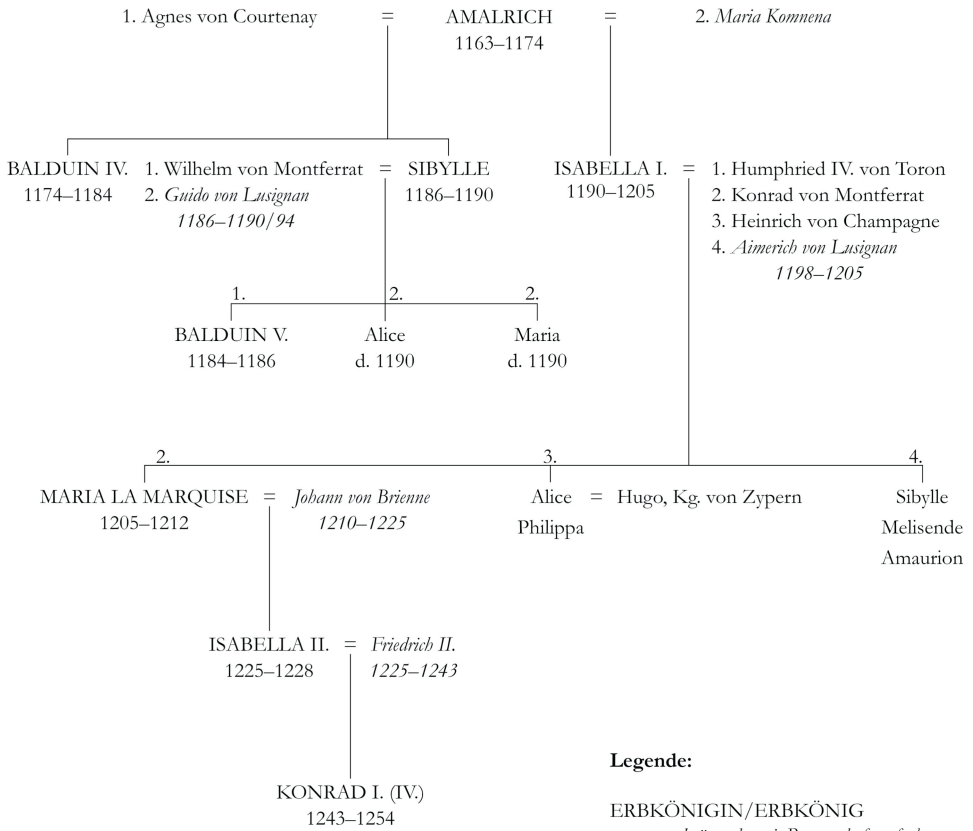 1. Agnes von Courtenay = AMALRICH = 2. Maria Komnena
1163–1174
BALDUIN IV. 1. Wilhelm von Montferrat = SIBYLLE ISABELLA I. = 1. Humphried IV. von Toron
1174–1184 2. Guido von Lusignan 1186–1190 1190–1205 2. Konrad von Montferrat
1186–1190/94 3. Heinrich von Champagne
4. Aimerich von Lusignan
1198–1205
1. 2. 2.
BALDUIN V. Alice Maria
1184–1186 d. 1190 d. 1190
2. 3. 4.
MARIA LA MARQUISE = Johann von Brienne Alice = Hugo, Kg. von Zypern Sibylle
1205–1212 1210–1225 Philippa Melisende
Amaurion
ISABELLA II. = Friedrich II.
1225–1228 1225–1243
Legende:
KONRAD I. (IV.)
1243–1254
ERBKÖNIGIN/ERBKÖNIG